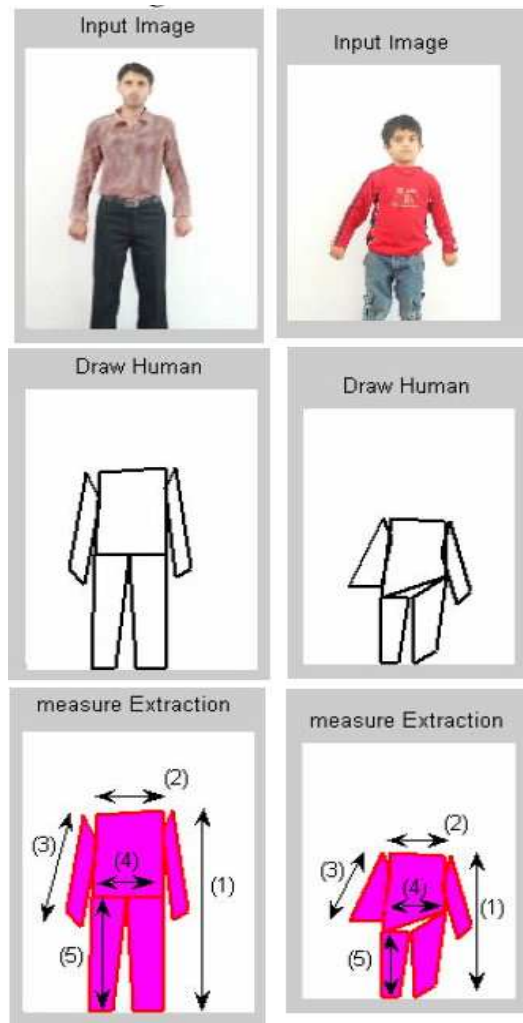 Input Image
Input Image
Draw Human
Draw Human
measure Extraction
(2)
(3)
(4)
(1)
(5)
measure Extraction
(2)
(3)
(4)
(1)
(5)